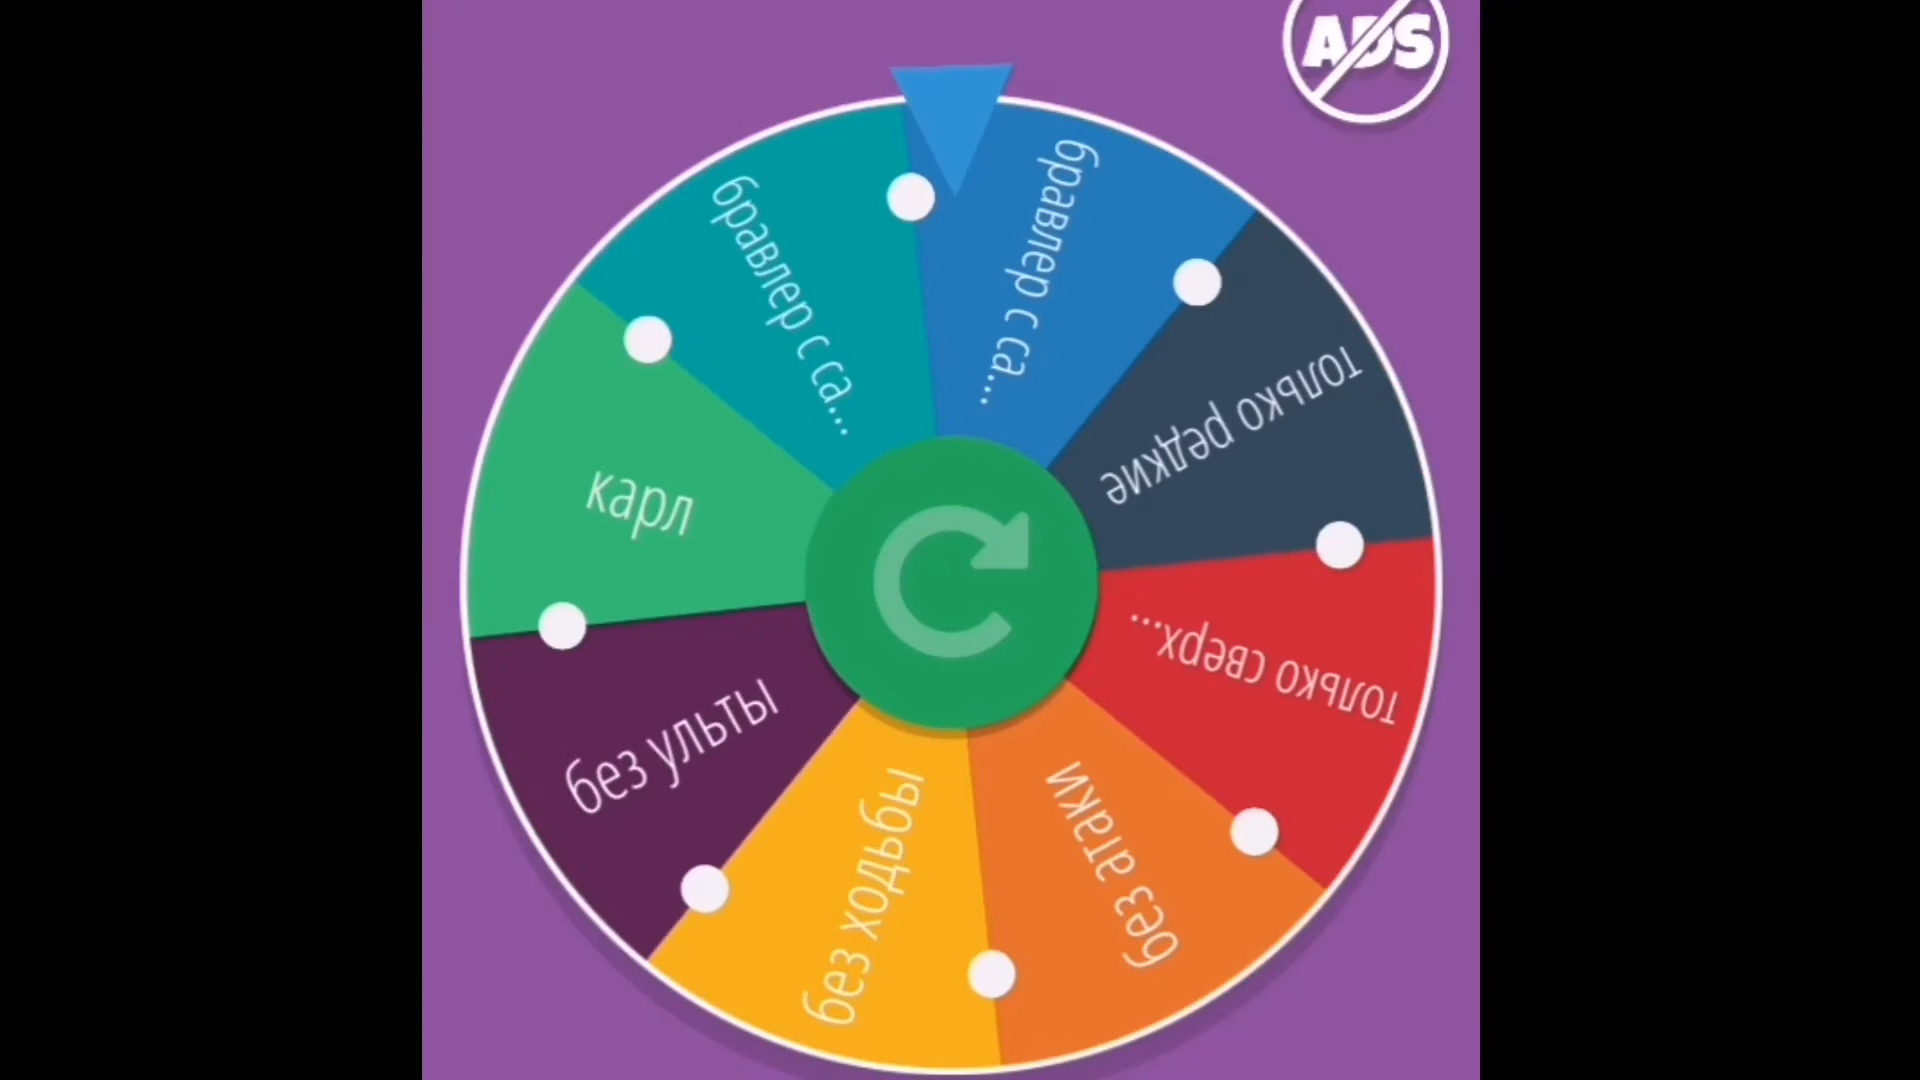 ADS
бравлер с са...
только редкие
только сверх...
без атаки
без ходьбы
без ульты
карл
бравлер с са...